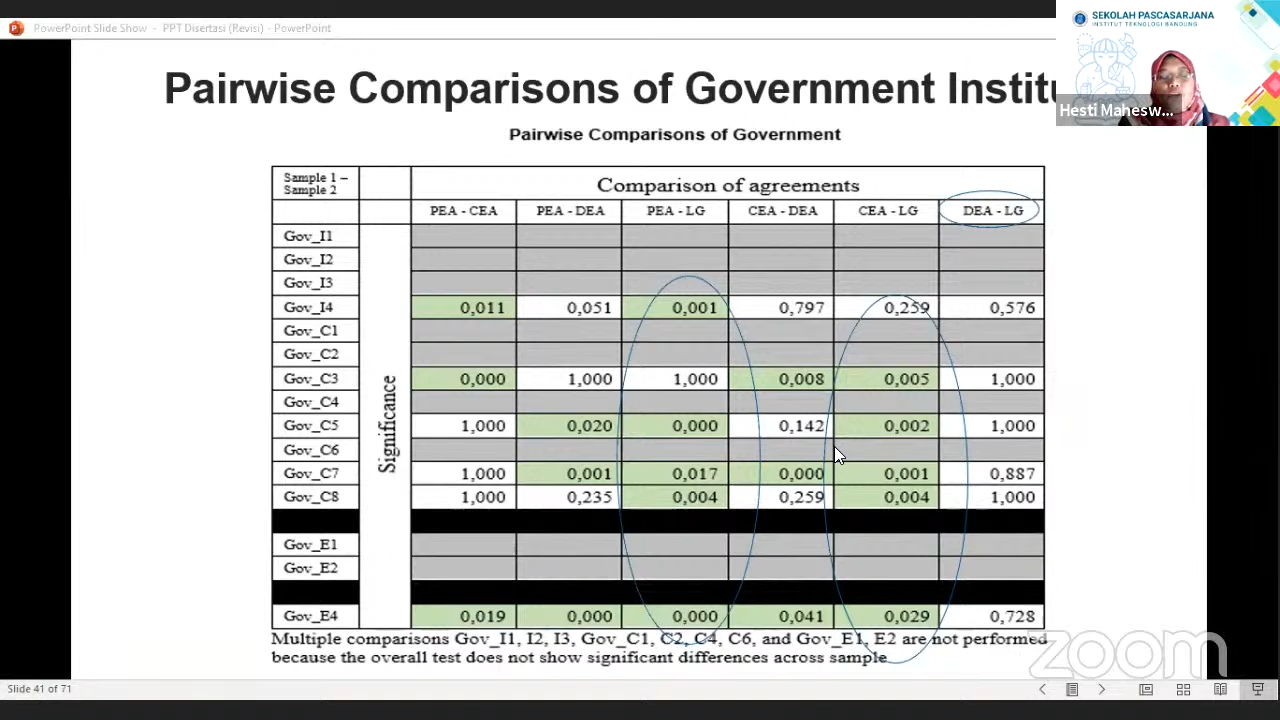 PowerPoint Slide Show - PPT Disertasi (Revisi) - PowerPoint
SEKOLAH PASCASARJANA
INSTITUT TEKNOLOGI BANDUNG
Hesti Mahesw...
Pairwise Comparisons of Government Institu
Pairwise Comparisons of Government
Sample 1 –
Sample 2
Comparison of agreements
PEA - CEA PEA - DEA PEA - LG CEA - DEA CEA - LG DEA - LG
Significance
Gov_I1
Gov_I2
Gov_I3
Gov_I4 0,011 0,051 0,001 0,797 0,259 0,576
Gov_C1
Gov_C2
Gov_C3 0,000 1,000 1,000 0,008 0,005 1,000
Gov_C4
Gov_C5 1,000 0,020 0,000 0,142 0,002 1,000
Gov_C6
Gov_C7 1,000 0,001 0,017 0,000 0,001 0,887
Gov_C8 1,000 0,235 0,004 0,259 0,004 1,000
Gov_E1
Gov_E2
Gov_E4 0,019 0,000 0,000 0,041 0,029 0,728
Multiple comparisons Gov_I1, I2, I3, Gov_C1, C2, C4, C6, and Gov_E1, E2 are not performed
because the overall test does not show significant differences across sample.
zoom
Slide 41 of 71